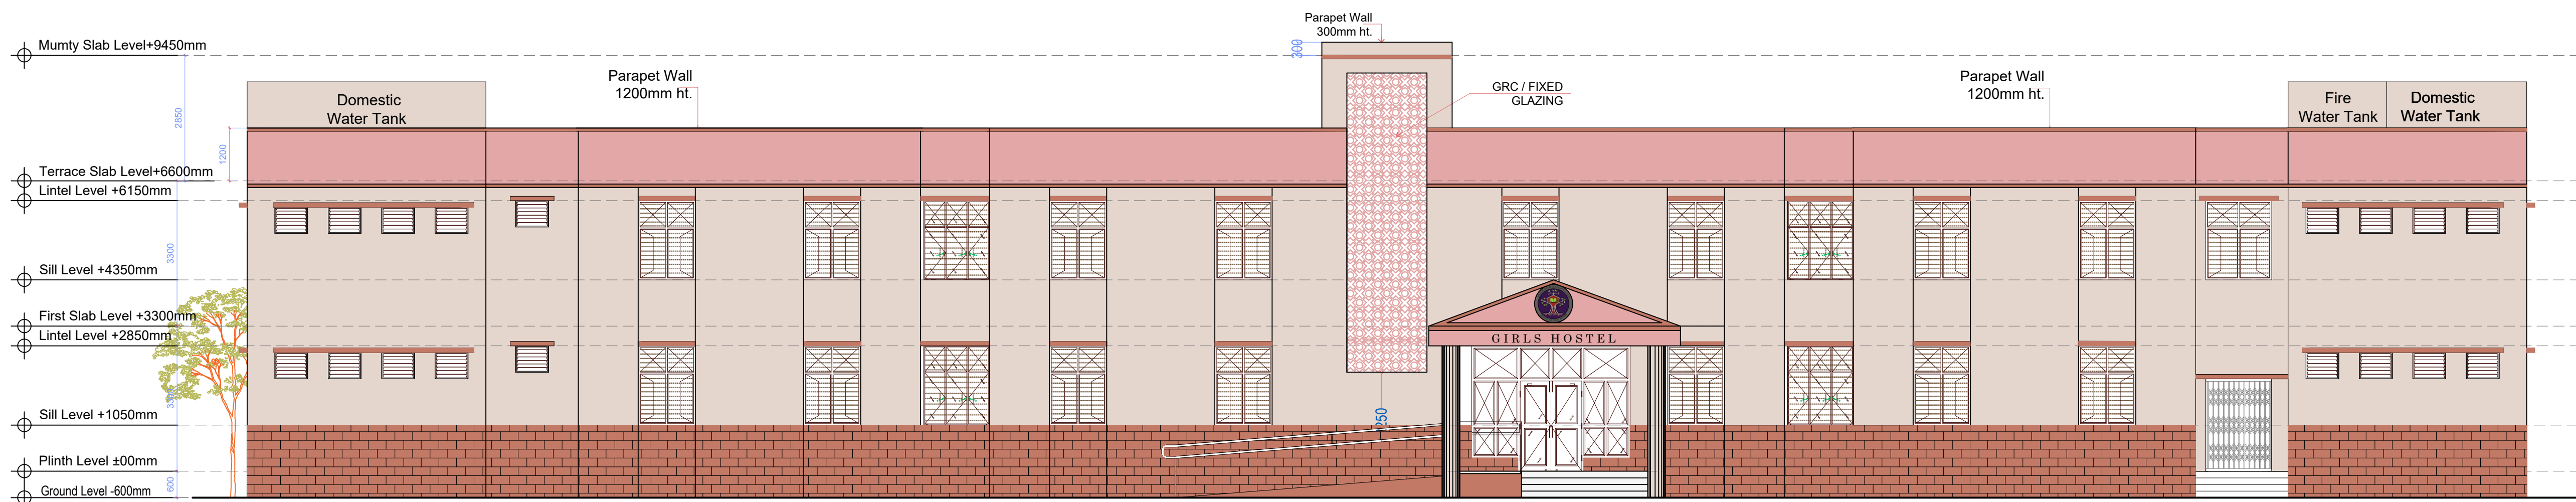 Parapet Wall
300mm ht.
300
Mumty Slab Level+9450mm
Parapet Wall
1200mm ht.
Parapet Wall
1200mm ht.
GRC / FIXED
GLAZING
Domestic
Water Tank
Fire
Water Tank
Domestic
Water Tank
2850
1200
Terrace Slab Level+6600mm
Lintel Level +6150mm
3300
Sill Level +4350mm
First Slab Level +3300mm
Lintel Level +2850mm
GIRLS HOSTEL
Sill Level +1050mm
Plinth Level ±00mm
600
Ground Level -600mm